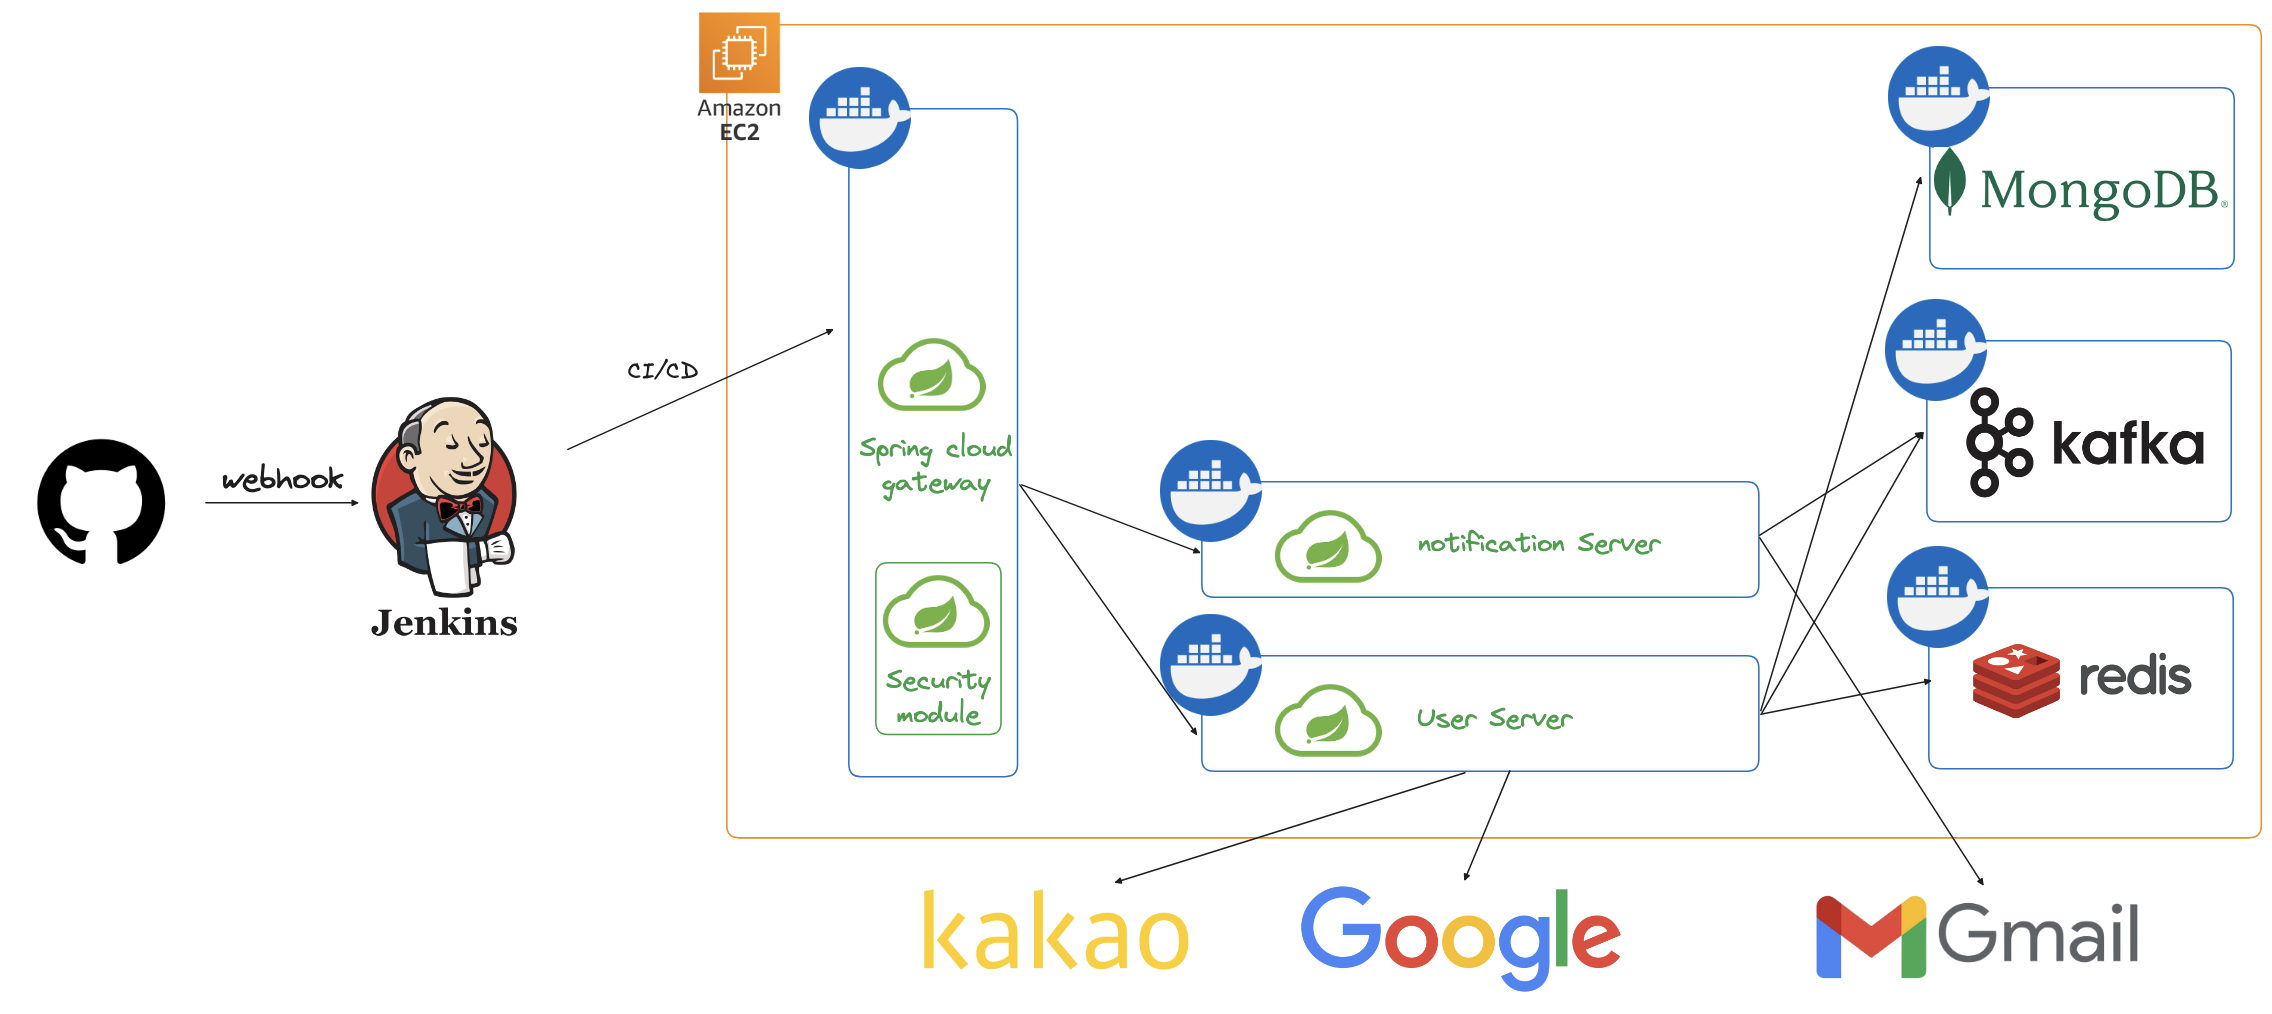 Amazon
EC2
MongoDB®
CI/CD
kafka
Spring cloud
gateway
webhook
notification Server
Jenkins
Security
module
redis
User Server
kakao
Google
Gmail